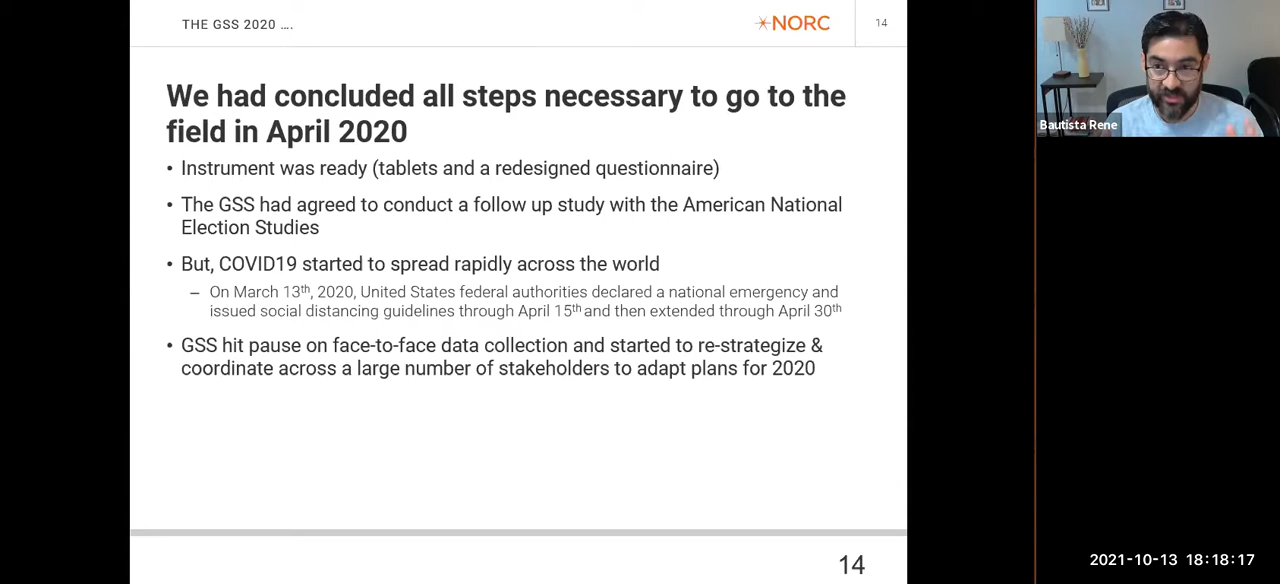 THE GSS 2020 ....
NORC
14
We had concluded all steps necessary to go to the
field in April 2020
• Instrument was ready (tablets and a redesigned questionnaire)
• The GSS had agreed to conduct a follow up study with the American National
Election Studies
• But, COVID19 started to spread rapidly across the world
– On March 13th, 2020, United States federal authorities declared a national emergency and
issued social distancing guidelines through April 15th and then extended through April 30th
• GSS hit pause on face-to-face data collection and started to re-strategize &
coordinate across a large number of stakeholders to adapt plans for 2020
14
Bautista Rene
2021-10-13 18:18:17